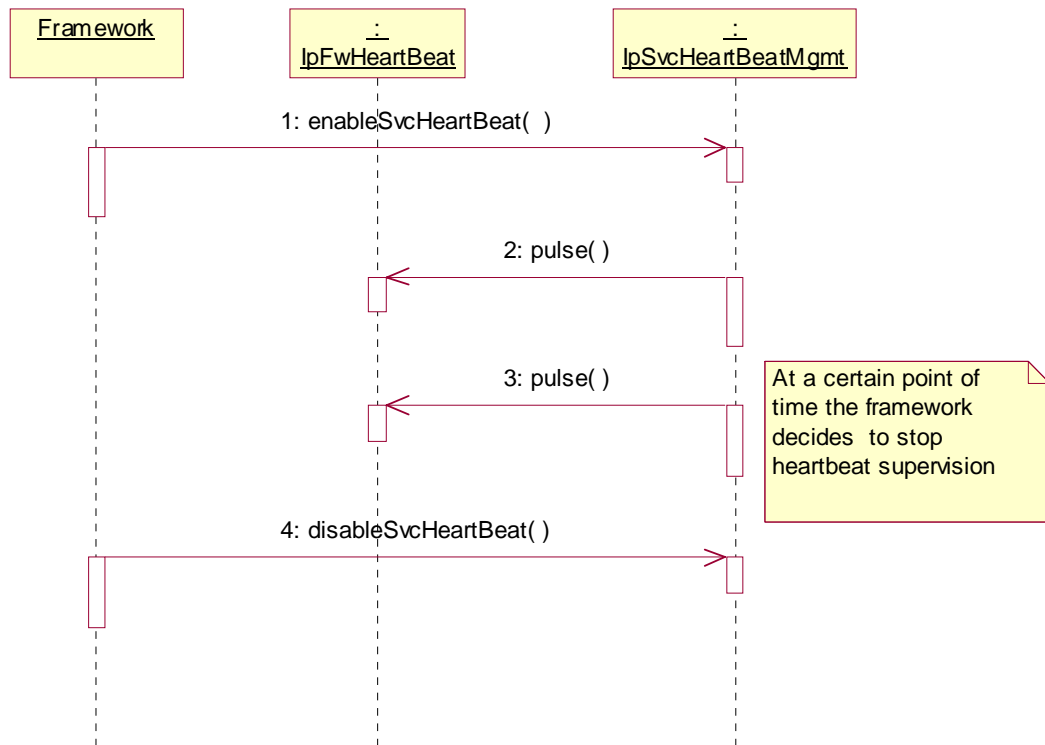 Framework
:
IpFwHeartBeat
:
IpSvcHeartBeatMgmt
1: enableSvcHeartBeat( )
2: pulse( )
3: pulse( )
At a certain point of
time the framework
decides to stop
heartbeat supervision
4: disableSvcHeartBeat( )